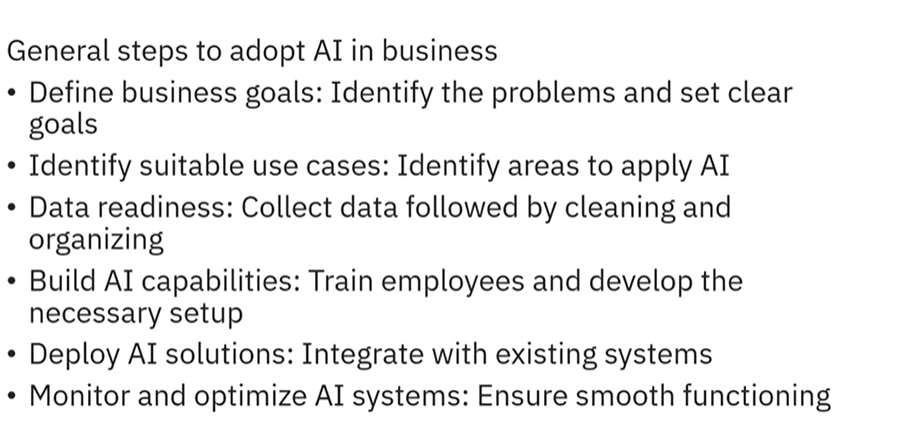 General steps to adopt AI in business
• Define business goals: Identify the problems and set clear
goals
• Identify suitable use cases: Identify areas to apply AI
• Data readiness: Collect data followed by cleaning and
organizing
• Build AI capabilities: Train employees and develop the
necessary setup
• Deploy AI solutions: Integrate with existing systems
• Monitor and optimize AI systems: Ensure smooth functioning